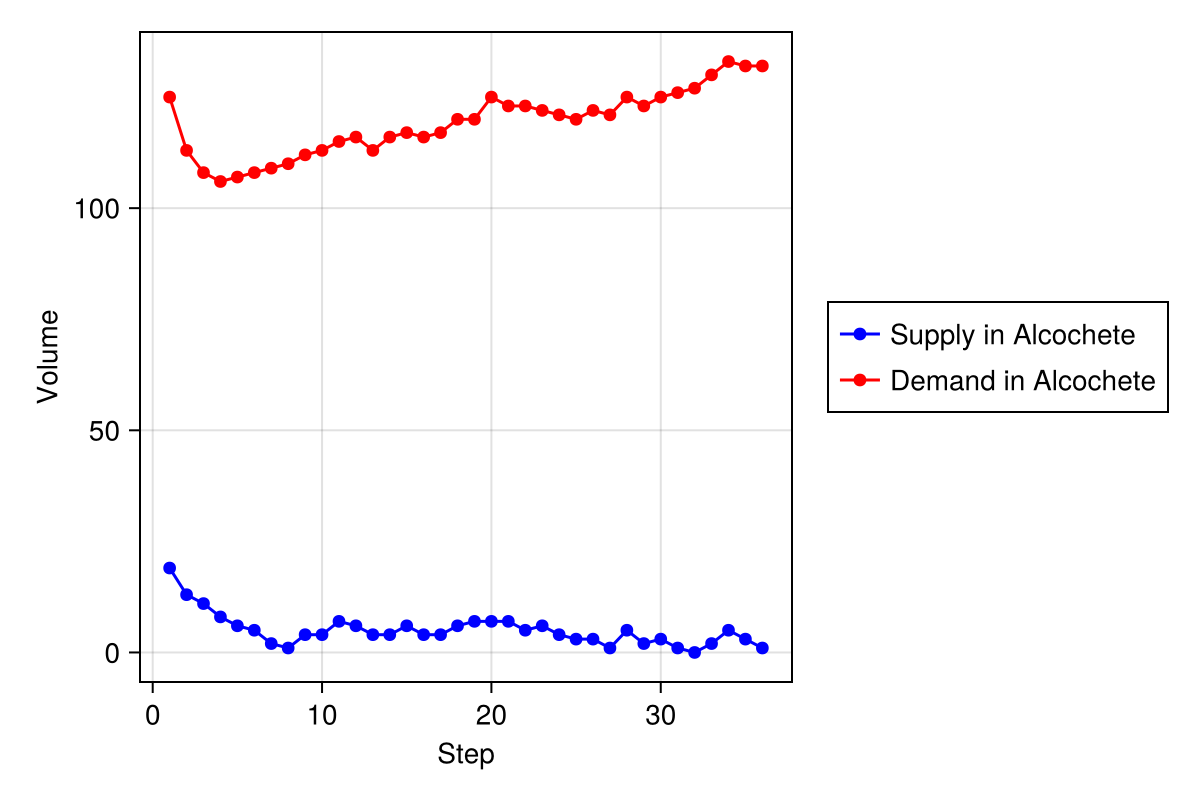 100
50
0
Volume
0 10 20 30
Step
Supply in Alcochete
Demand in Alcochete